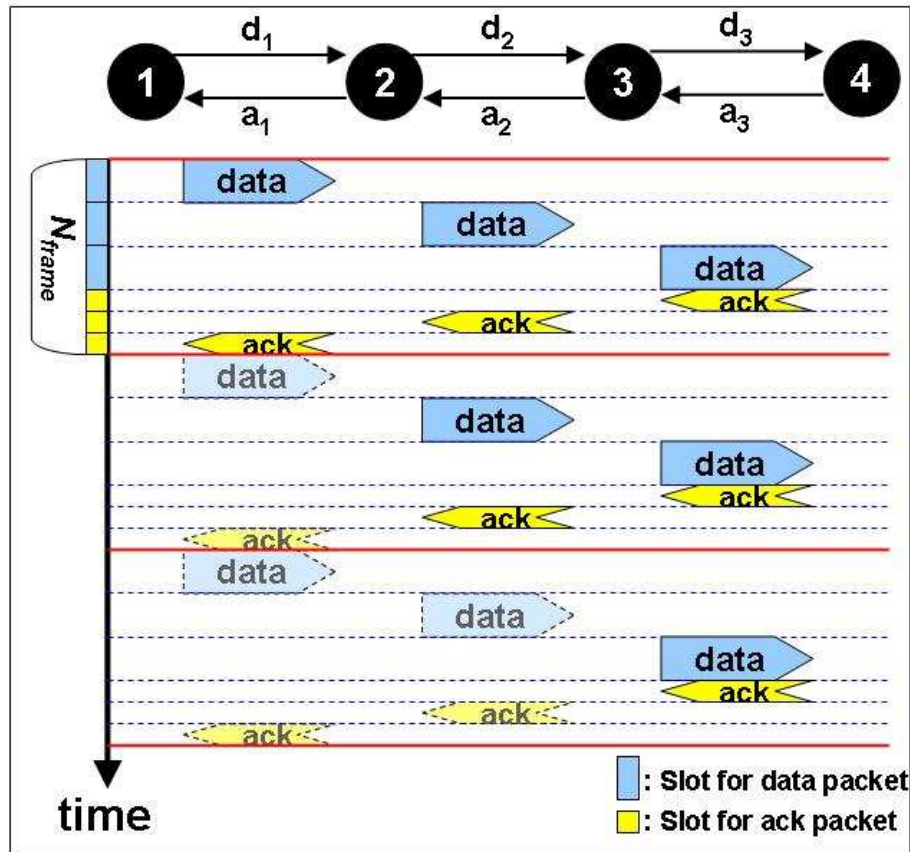 d1 d2 d3
1 2 3 4
a1 a2 a3
data
data
Nframe
data
ack
ack
ack
data
data
data
ack
ack
ack
data
data
data
ack
ack
ack
time
: Slot for data packet
: Slot for ack packet